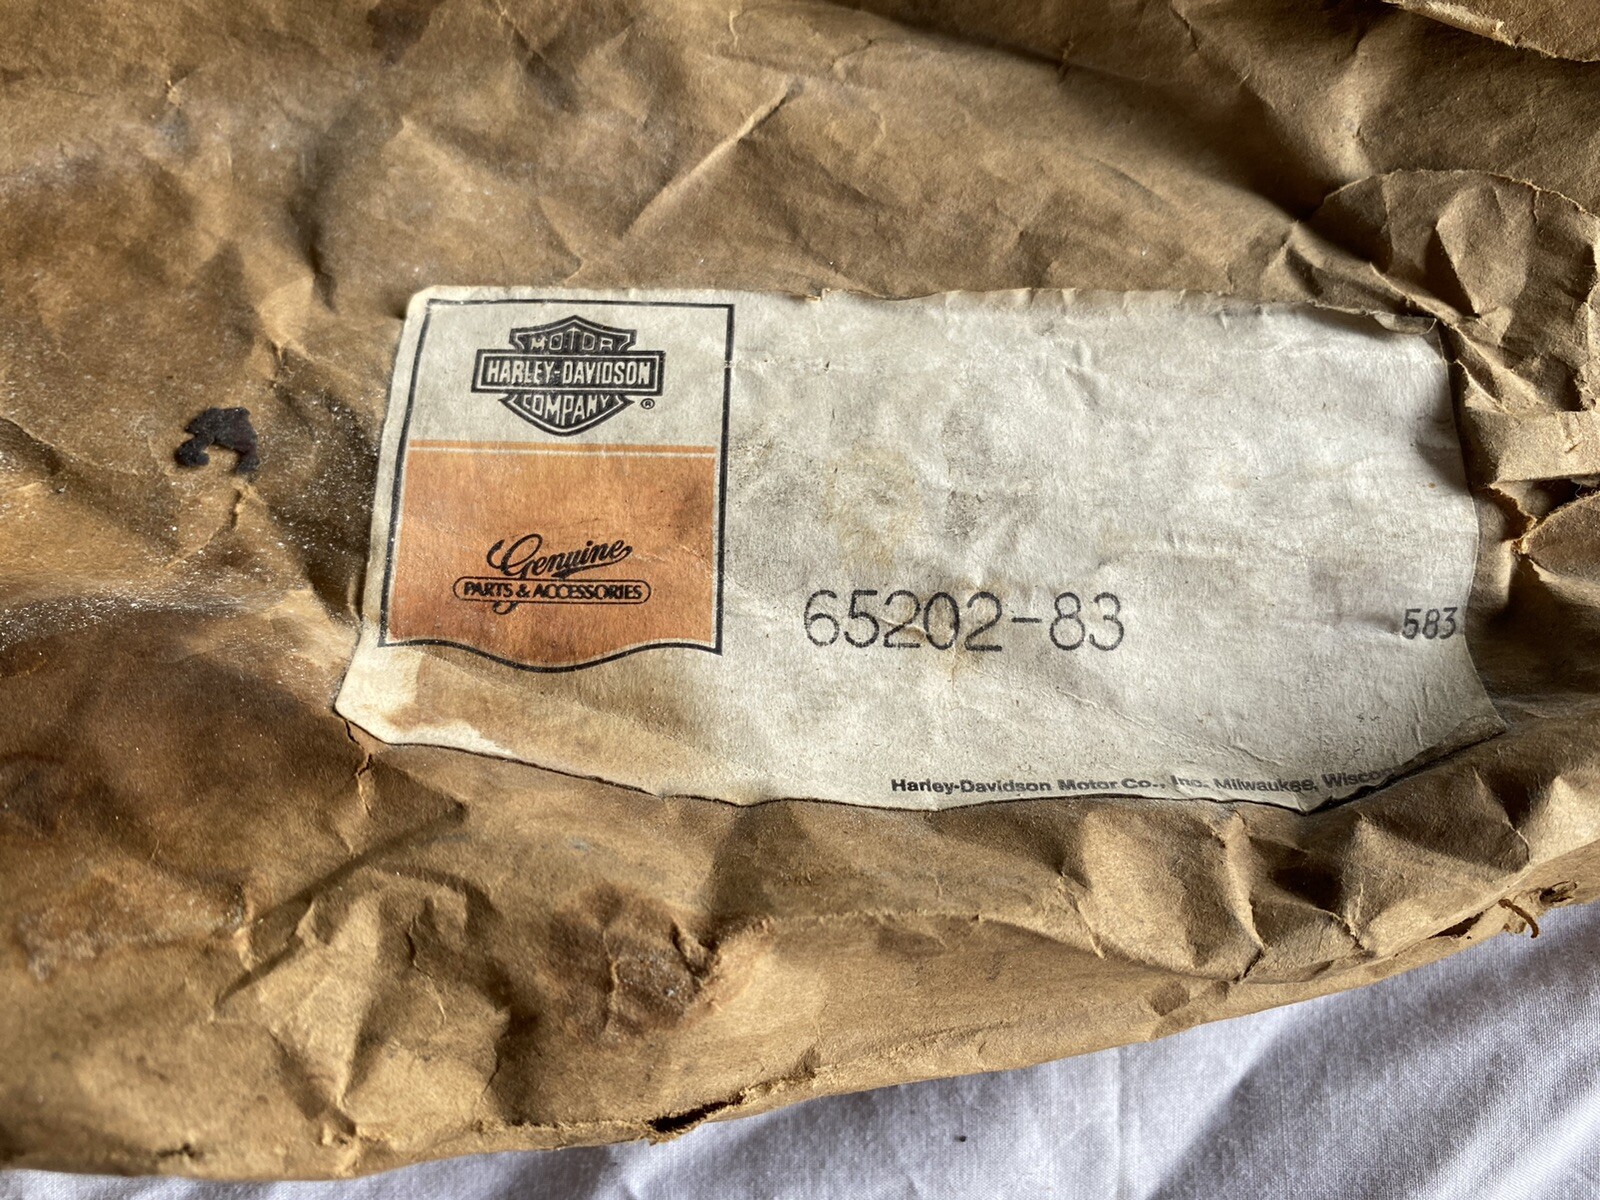 MOTOR
HARLEY-DAVIDSON
COMPANY ®
Genuine
PARTS & ACCESSORIES
65202-83
583
Harley-Davidson Motor Co., Inc. Milwaukee,